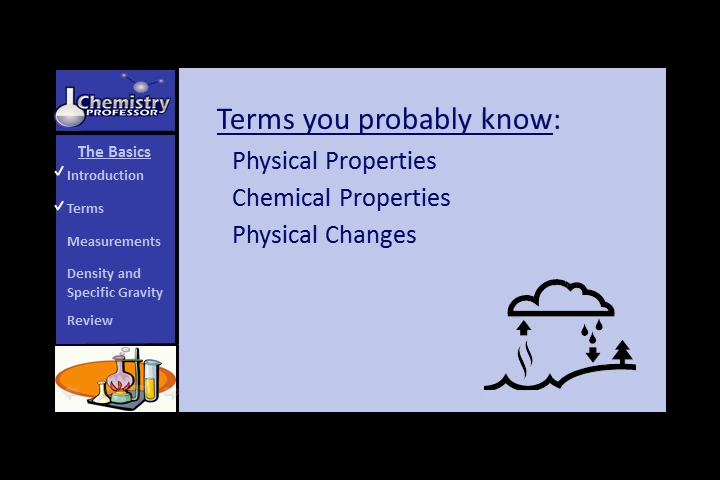 Chemistry
PROFESSOR
The Basics
Introduction
Terms
Measurements
Density and
Specific Gravity
Review
Terms you probably know:
Physical Properties
Chemical Properties
Physical Changes